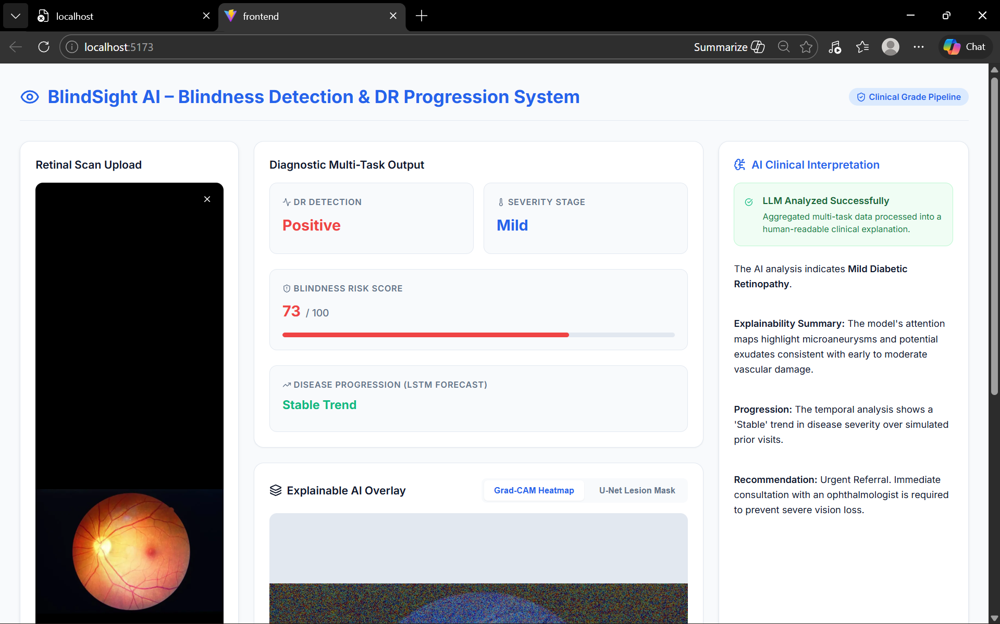 localhost
frontend
localhost:5173
Summarize
Chat
BlindSight AI – Blindness Detection & DR Progression System
Clinical Grade Pipeline
Retinal Scan Upload
Diagnostic Multi-Task Output
DR DETECTION
Positive
SEVERITY STAGE
Mild
BLINDNESS RISK SCORE
73 / 100
DISEASE PROGRESSION (LSTM FORECAST)
Stable Trend
Explainable AI Overlay
Grad-CAM Heatmap
U-Net Lesion Mask
AI Clinical Interpretation
LLM Analyzed Successfully
Aggregated multi-task data processed into a
human-readable clinical explanation.
The AI analysis indicates Mild Diabetic
Retinopathy.
Explainability Summary: The model's attention
maps highlight microaneurysms and potential
exudates consistent with early to moderate
vascular damage.
Progression: The temporal analysis shows a
'Stable' trend in disease severity over simulated
prior visits.
Recommendation: Urgent Referral. Immediate
consultation with an ophthalmologist is required
to prevent severe vision loss.